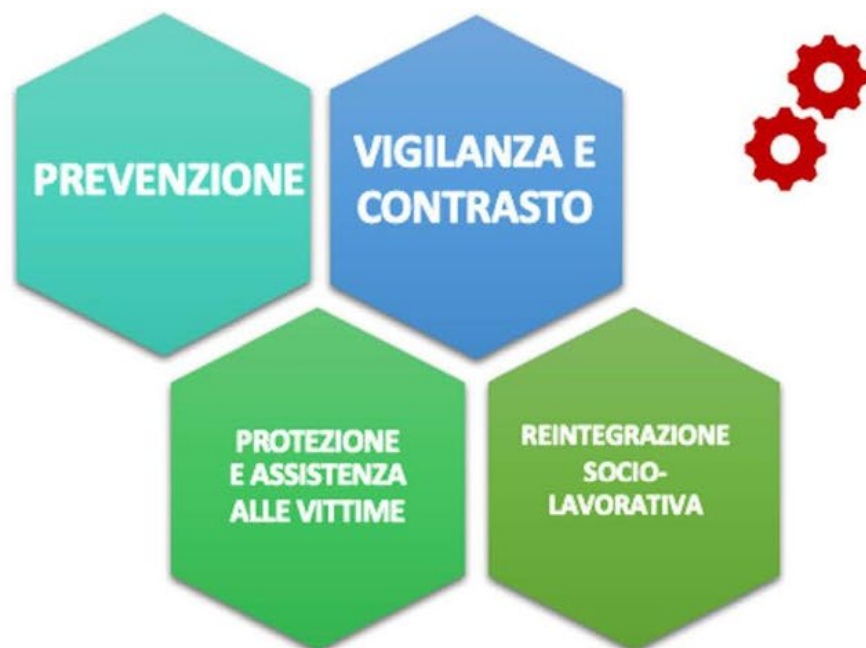 PREVENZIONE
VIGILANZA E
CONTRASTO
PROTEZIONE
E ASSISTENZA
ALLE VITTIME
REINTEGRAZIONE
SOCIO-
LAVORATIVA